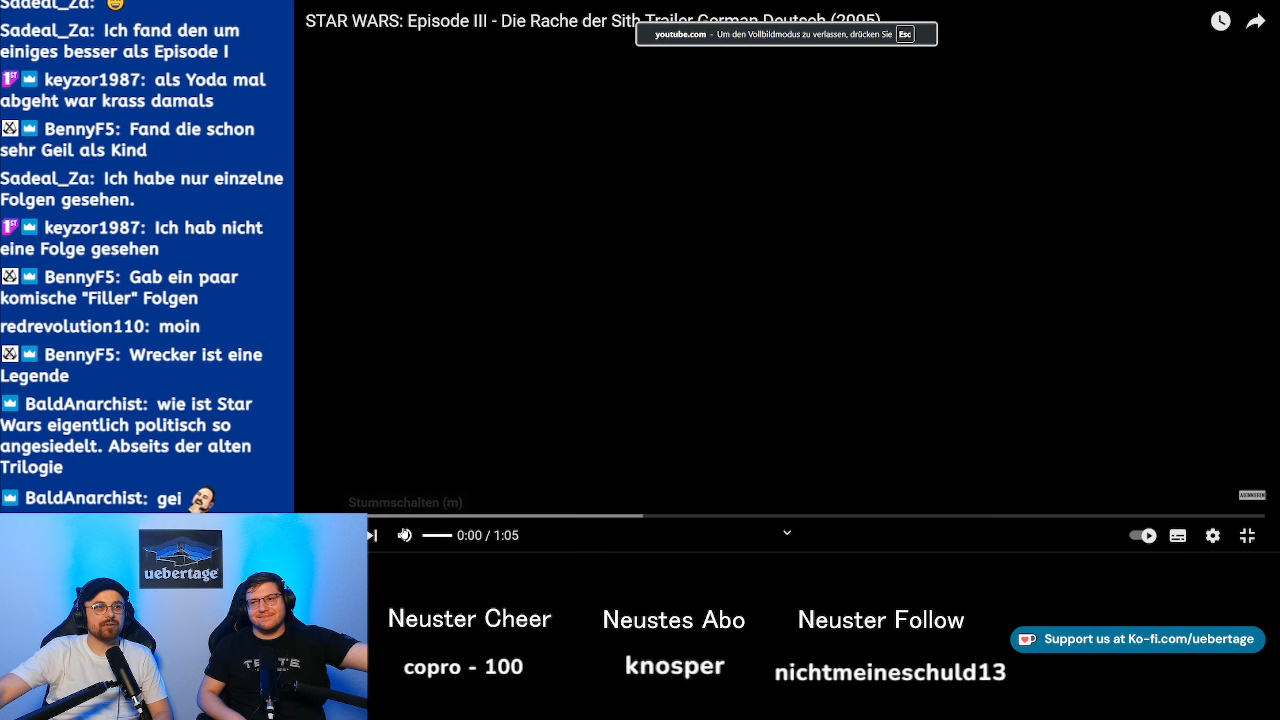 Sadeal_Za:
Sadeal_Za: Ich fand den um
einiges besser als Episode I
1ST keyzor1987: als Yoda mal
abgeht war krass damals
BennyF5: Fand die schon
sehr Geil als Kind
Sadeal_Za: Ich habe nur einzelne
Folgen gesehen.
1ST keyzor1987: Ich hab nicht
eine Folge gesehen
BennyF5: Gab ein paar
komische "Filler" Folgen
redrevolution110: moin
BennyF5: Wrecker ist eine
Legende
BaldAnarchist: wie ist Star
Wars eigentlich politisch so
angesiedelt. Abseits der alten
Trilogie
BaldAnarchist: gei
STAR WARS: Episode III - Die Rache der Sith Trailer German Deutsch (2005)
youtube.com - Um den Vollbildmodus zu verlassen, drücken Sie Esc
Stummschalten (m)
ABONNIEREN
0:00 / 1:05
uebertage
Neuster Cheer
copro - 100
Neustes Abo
knosper
Neuster Follow
nichtmeineschuld13
Support us at Ko-fi.com/uebertage